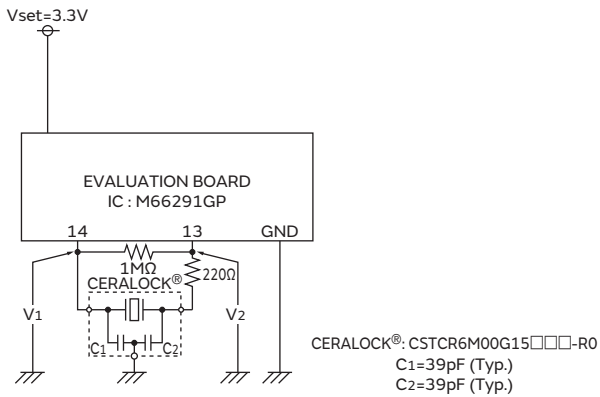 Vset=3.3V
EVALUATION BOARD
IC : M66291GP
14 13 GND
1MΩ
CERALOCK® 220Ω
V1 V2
C1 C2
CERALOCK®: CSTCR6M00G15□□□-R0
C1=39pF (Typ.)
C2=39pF (Typ.)